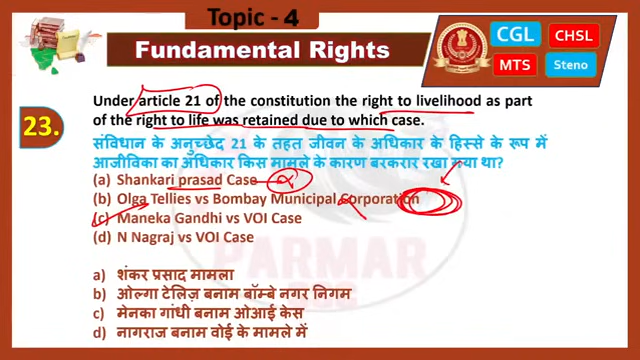 Topic - 4
Fundamental Rights
CGL
CHSL
MTS
Steno
23.
Under article 21 of the constitution the right to livelihood as part
of the right to life was retained due to which case.
संविधान के अनुच्छेद 21 के तहत जीवन के अधिकार के हिस्से के रूप में
आजीविका का अधिकार किस मामले के कारण बरकरार रखा गया था?
(a) Shankari prasad Case
(b) Olga Tellies vs Bombay Municipal Corporation
(c) Maneka Gandhi vs VOI Case
(d) N Nagraj vs VOI Case
PARMAR
a) शंकर प्रसाद मामला
b) ओल्गा टेलिज़ बनाम बॉम्बे नगर निगम
c) मेनका गांधी बनाम ओआई केस
d) नागराज बनाम वोई के मामले में